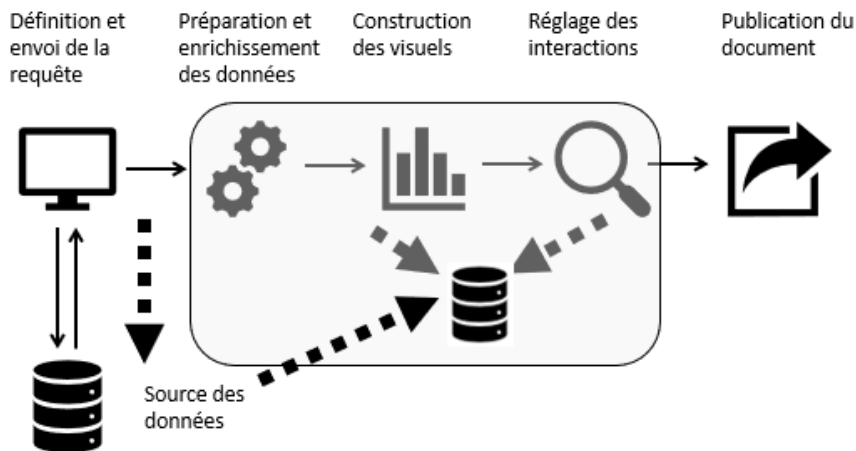 Définition et
envoi de la
requête
Préparation et
enrichissement
des données
Construction
des visuels
Réglage des
interactions
Publication du
document
Source des
données